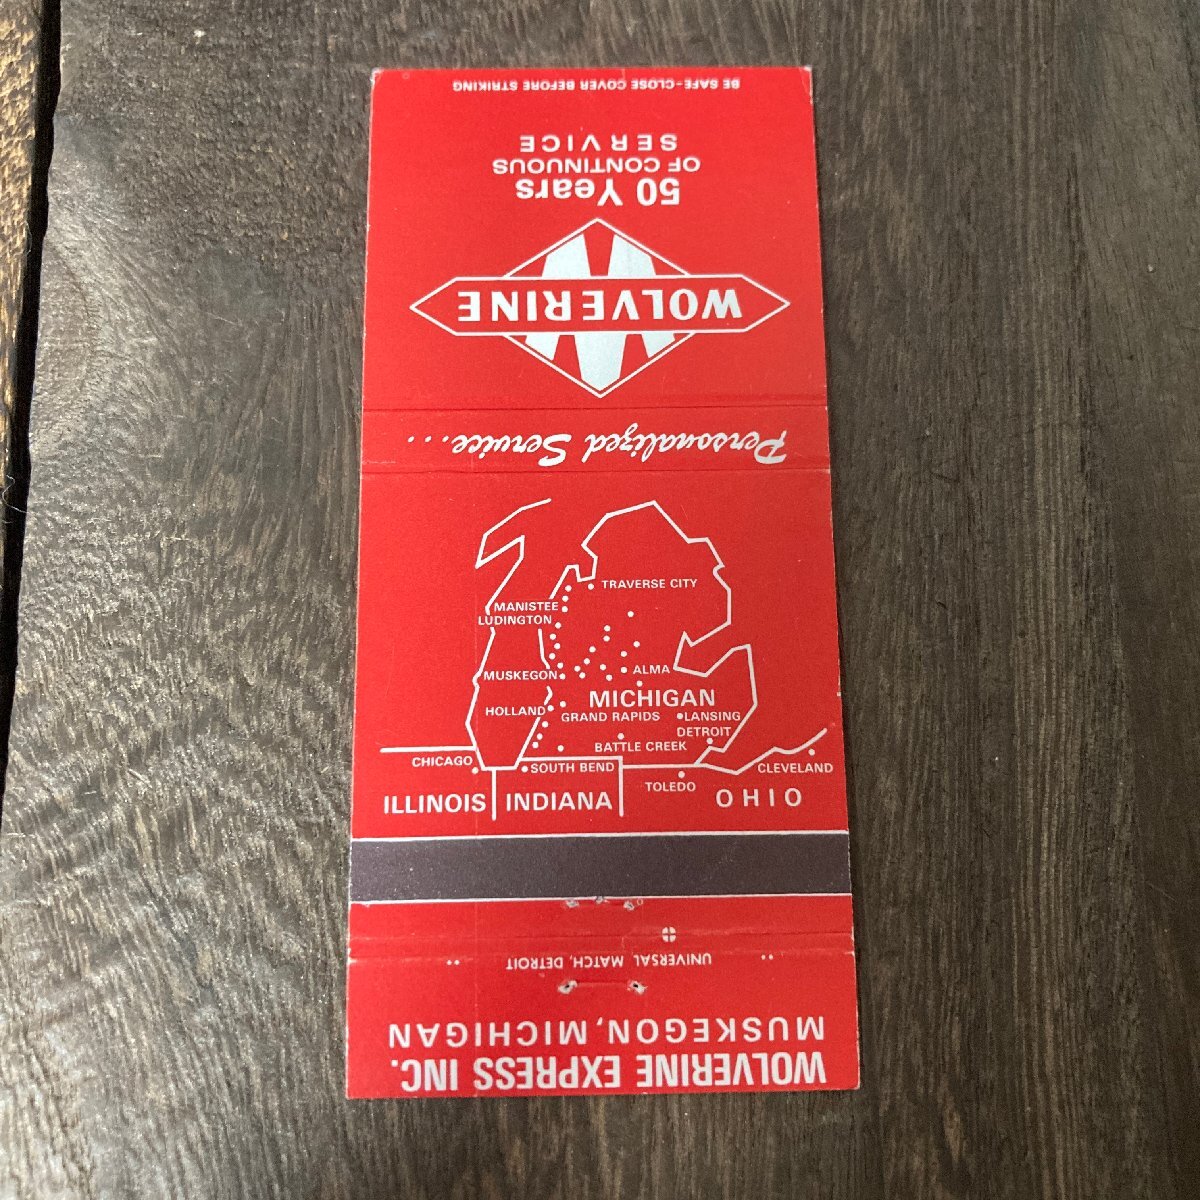 BE SAFE-CLOSE COVER BEFORE STRIKING
50 Years
OF CONTINUOUS
SERVICE
WOLVERINE
Personalized Service...
TRAVERSE CITY
MANISTEE
LUDINGTON
MUSKEGON
ALMA
MICHIGAN
HOLLAND
GRAND RAPIDS
LANSING
DETROIT
BATTLE CREEK
CHICAGO
SOUTH BEND
CLEVELAND
TOLEDO
ILLINOIS
INDIANA
OHIO
UNIVERSAL MATCH, DETROIT
WOLVERINE EXPRESS INC.
MUSKEGON, MICHIGAN